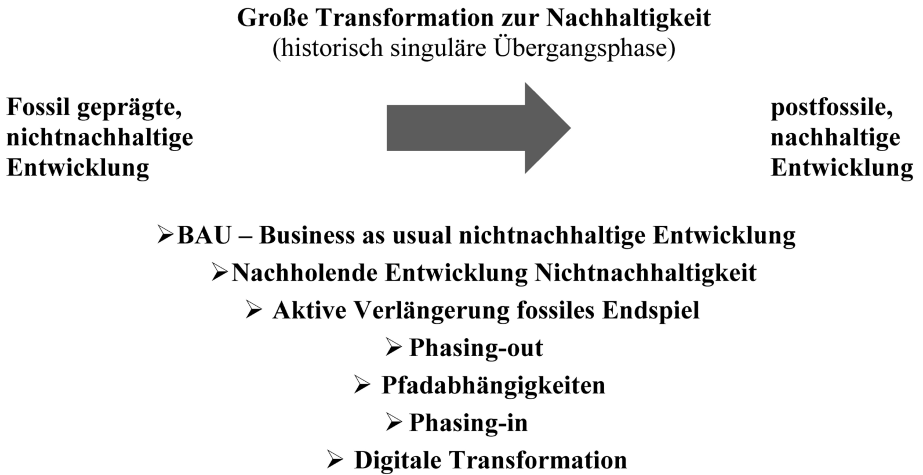 Große Transformation zur Nachhaltigkeit
(historisch singuläre Übergangsphase)
Fossil geprägte,
nichtnachhaltige
Entwicklung
postfossile,
nachhaltige
Entwicklung
➢BAU – Business as usual nichtnachhaltige Entwicklung
➢Nachholende Entwicklung Nichtnachhaltigkeit
➢ Aktive Verlängerung fossiles Endspiel
➢Phasing-out
➢ Pfadabhängigkeiten
➢Phasing-in
➢ Digitale Transformation